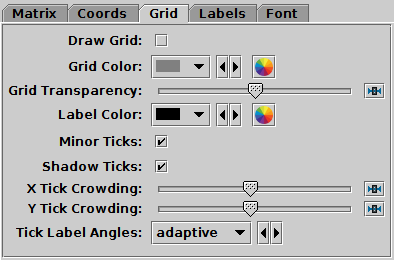 Matrix Coords Grid Labels Font
Draw Grid:
Grid Color:
Grid Transparency:
Label Color:
Minor Ticks:
Shadow Ticks:
X Tick Crowding:
Y Tick Crowding:
Tick Label Angles: adaptive